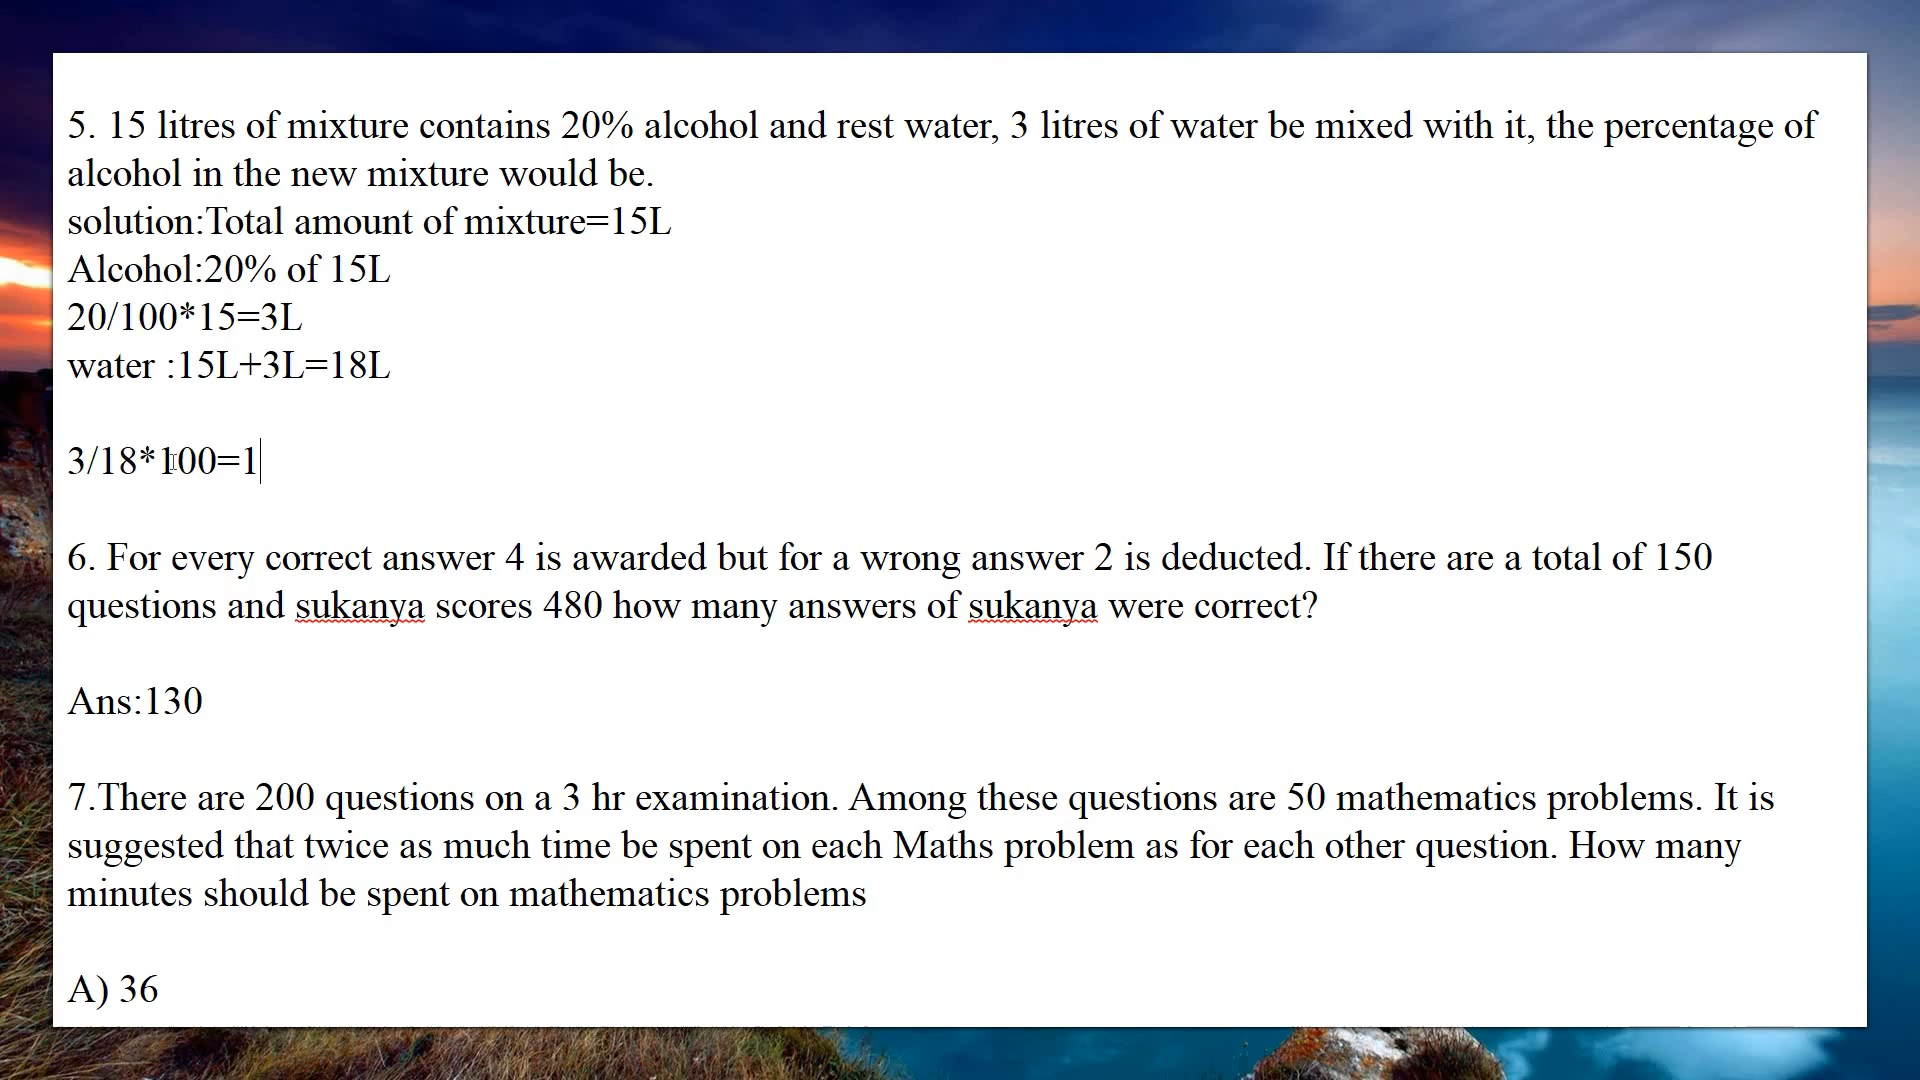 5. 15 litres of mixture contains 20% alcohol and rest water, 3 litres of water be mixed with it, the percentage of
alcohol in the new mixture would be.
solution:Total amount of mixture=15L
Alcohol:20% of 15L
20/100*15=3L
water :15L+3L=18L
3/18*100=1
6. For every correct answer 4 is awarded but for a wrong answer 2 is deducted. If there are a total of 150
questions and sukanya scores 480 how many answers of sukanya were correct?
Ans:130
7.There are 200 questions on a 3 hr examination. Among these questions are 50 mathematics problems. It is
suggested that twice as much time be spent on each Maths problem as for each other question. How many
minutes should be spent on mathematics problems
A) 36